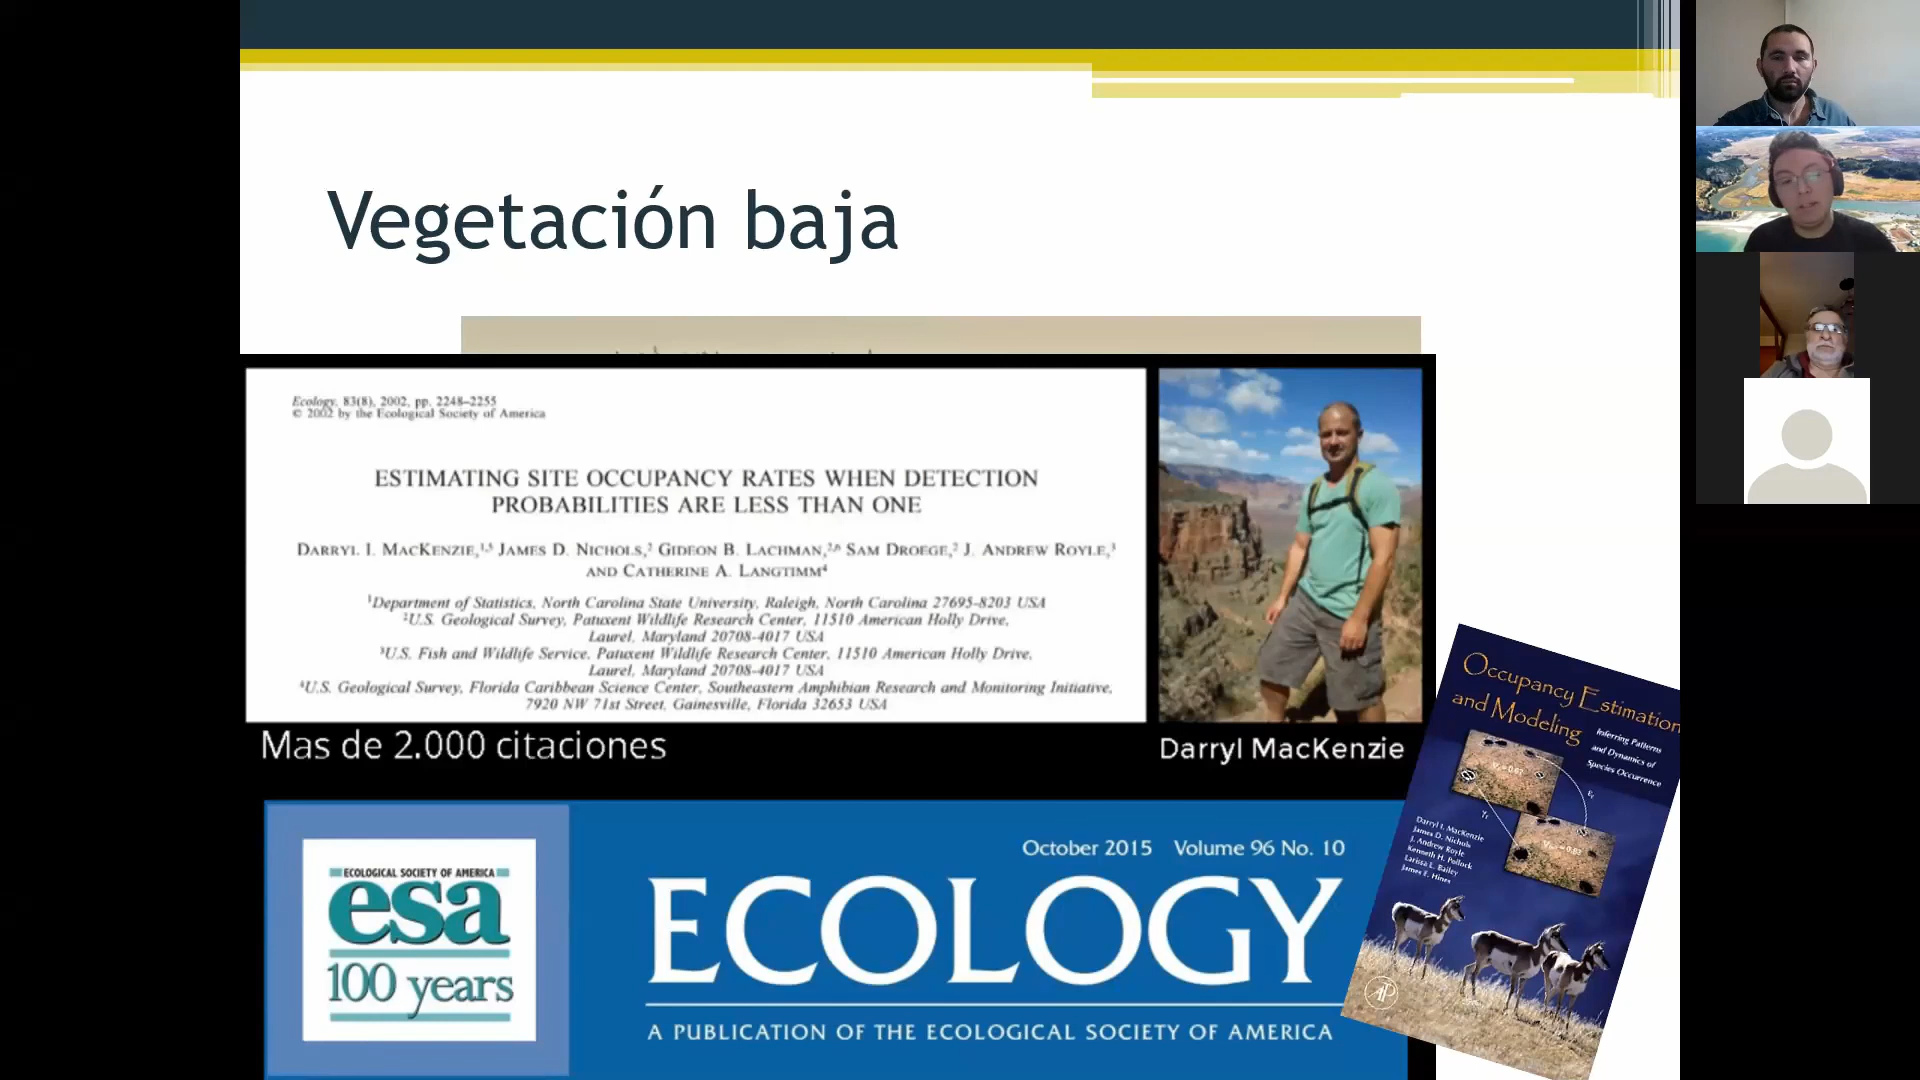 Vegetación baja
Ecology, 83(8), 2002, pp. 2248–2255
© 2002 by the Ecological Society of America
ESTIMATING SITE OCCUPANCY RATES WHEN DETECTION
PROBABILITIES ARE LESS THAN ONE
DARRYL I. MACKENZIE,1,5 JAMES D. NICHOLS,2 GIDEON B. LACHMAN,2,6 SAM DROEGE,2 J. ANDREW ROYLE,3
AND CATHERINE A. LANGTIMM4
1Department of Statistics, North Carolina State University, Raleigh, North Carolina 27695-8203 USA
2U.S. Geological Survey, Patuxent Wildlife Research Center, 11510 American Holly Drive,
Laurel, Maryland 20708-4017 USA
3U.S. Fish and Wildlife Service, Patuxent Wildlife Research Center, 11510 American Holly Drive,
Laurel, Maryland 20708-4017 USA
4U.S. Geological Survey, Florida Caribbean Science Center, Southeastern Amphibian Research and Monitoring Initiative,
7920 NW 71st Street, Gainesville, Florida 32653 USA
Mas de 2.000 citaciones
Darryl MacKenzie
Occupancy Estimation
and Modeling
Inferring Patterns
and Dynamics of
Species Occurrence
Darryl I. MacKenzie
James D. Nichols
J. Andrew Royle
Kenneth H. Pollock
Larissa L. Bailey
James E. Hines
AP
ECOLOGICAL SOCIETY OF AMERICA
esa
100 years
October 2015 Volume 96 No. 10
ECOLOGY
A PUBLICATION OF THE ECOLOGICAL SOCIETY OF AMERICA